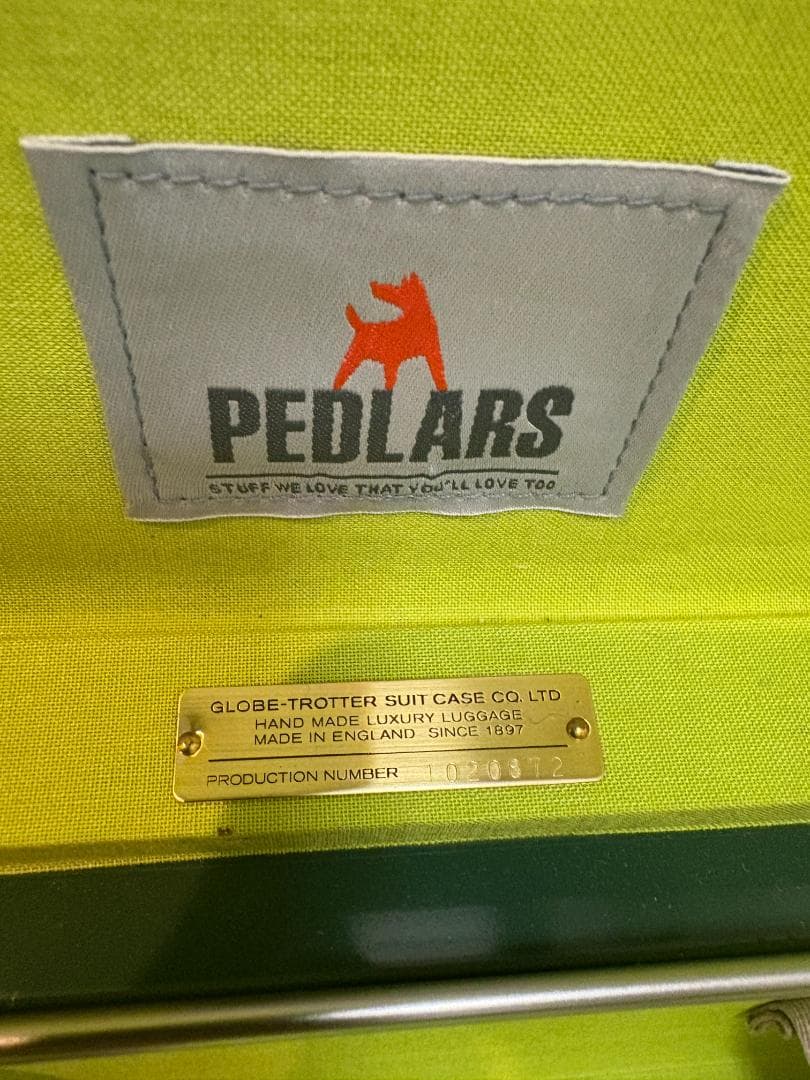 PEDLARS
STUFF WE LOVE THAT YOU'LL LOVE TOO
GLOBE-TROTTER SUIT CASE CO. LTD
HAND MADE LUXURY LUGGAGE
MADE IN ENGLAND SINCE 1897
PRODUCTION NUMBER 1020872